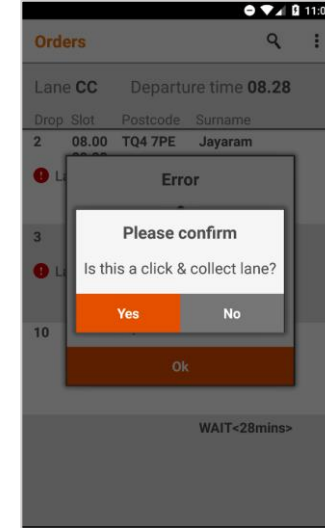 11:0
Orders
Lane CC Departure time 08.28
Drop Slot Postcode Surname
2 08.00 TQ4 7PE Jayaram
Error
3
Please confirm
Is this a click & collect lane?
Yes No
10
Ok
WAIT<28mins>